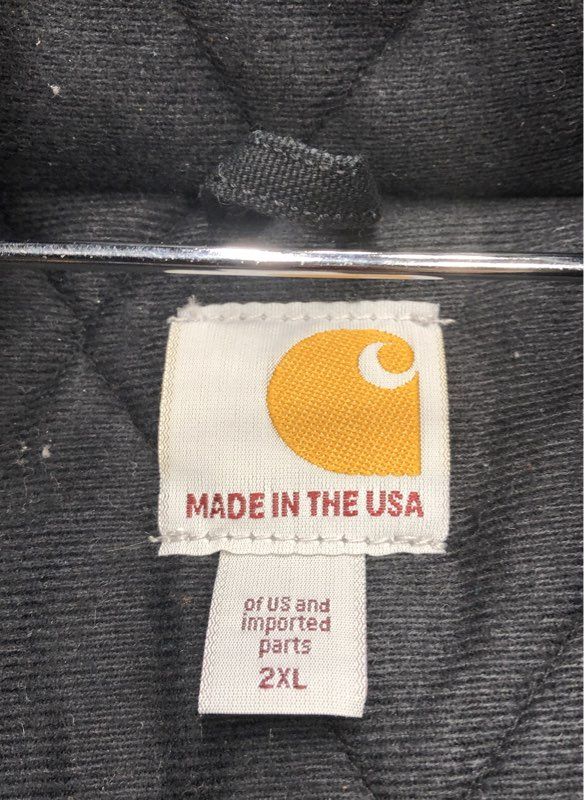 MADE IN THE USA
of US and
imported
parts
2XL